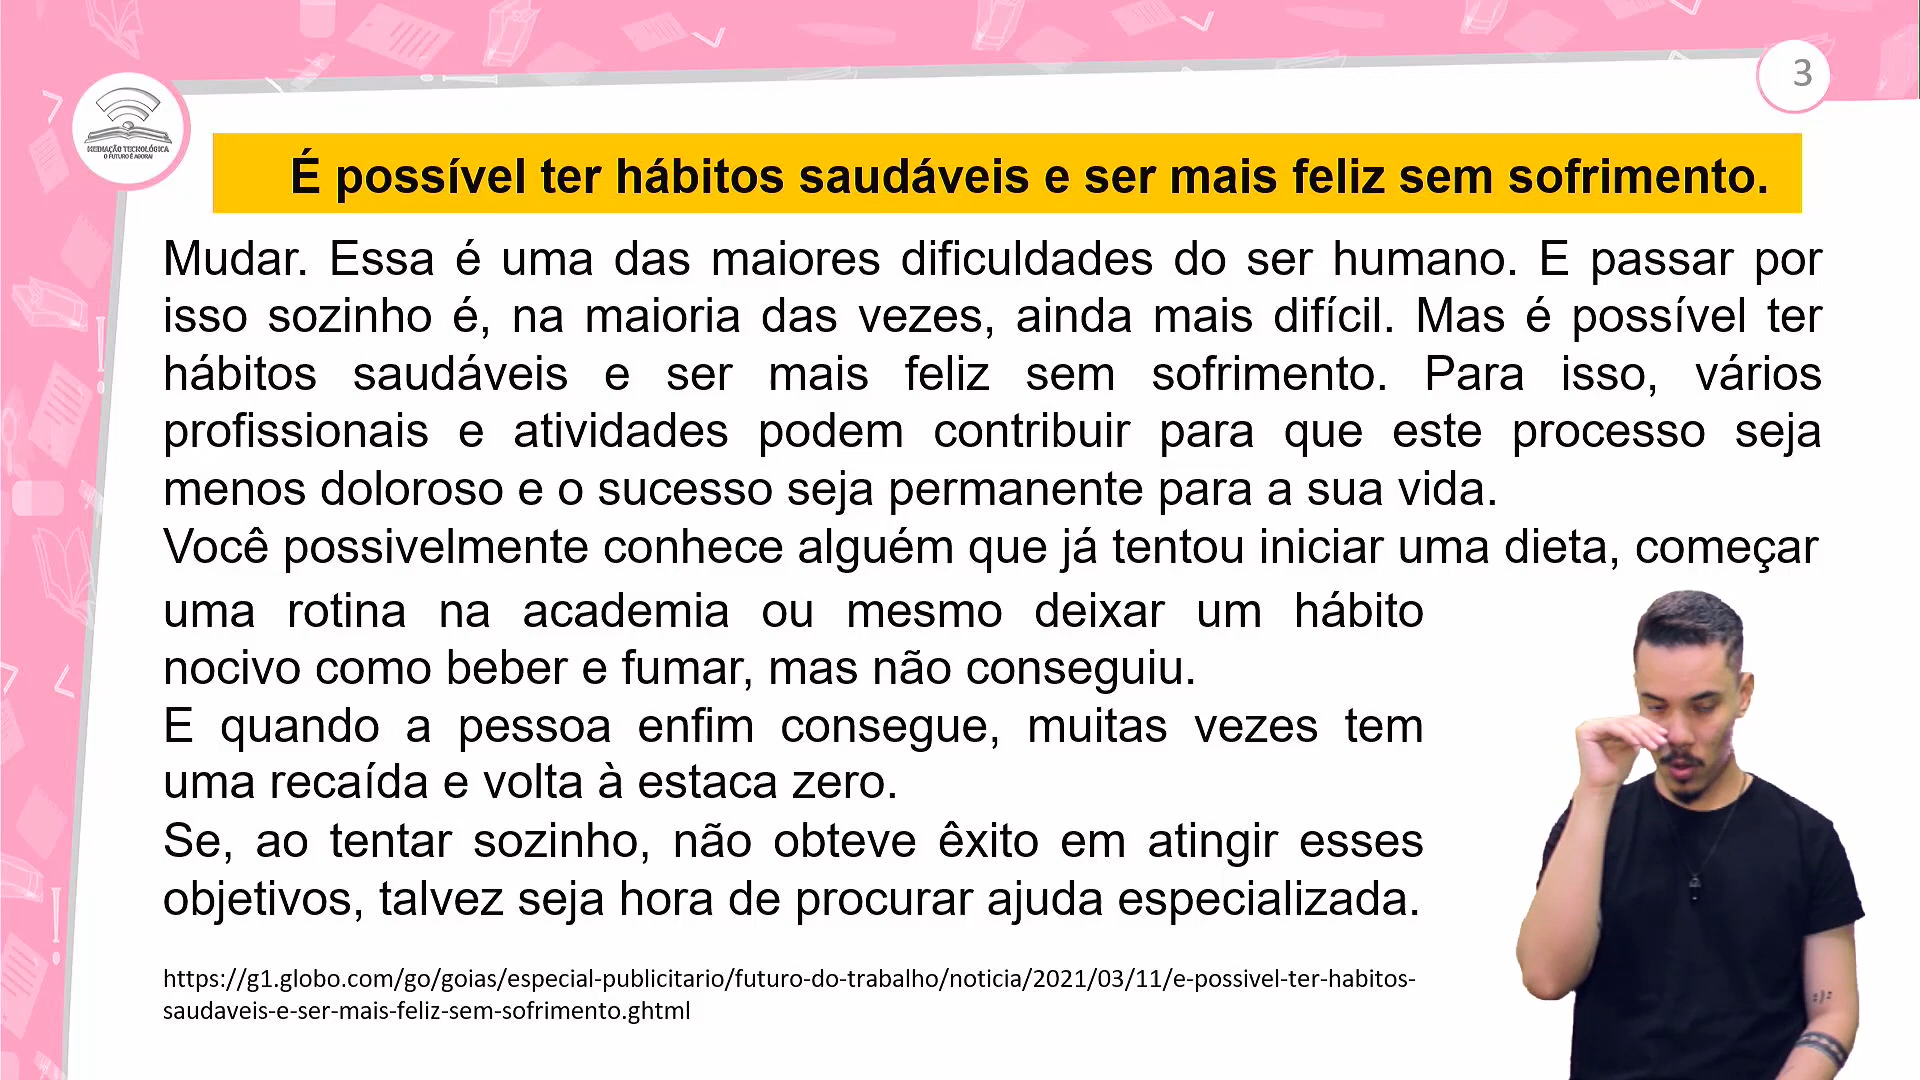 3
MEDIAÇÃO TECNOLÓGICA
O FUTURO É AGORA!
É possível ter hábitos saudáveis e ser mais feliz sem sofrimento.
Mudar. Essa é uma das maiores dificuldades do ser humano. E passar por
isso sozinho é, na maioria das vezes, ainda mais difícil. Mas é possível ter
hábitos saudáveis e ser mais feliz sem sofrimento. Para isso, vários
profissionais e atividades podem contribuir para que este processo seja
menos doloroso e o sucesso seja permanente para a sua vida.
Você possivelmente conhece alguém que já tentou iniciar uma dieta, começar
uma rotina na academia ou mesmo deixar um hábito
nocivo como beber e fumar, mas não conseguiu.
E quando a pessoa enfim consegue, muitas vezes tem
uma recaída e volta à estaca zero.
Se, ao tentar sozinho, não obteve êxito em atingir esses
objetivos, talvez seja hora de procurar ajuda especializada.
https://g1.globo.com/go/goias/especial-publicitario/futuro-do-trabalho/noticia/2021/03/11/e-possivel-ter-habitos-
saudaveis-e-ser-mais-feliz-sem-sofrimento.ghtml